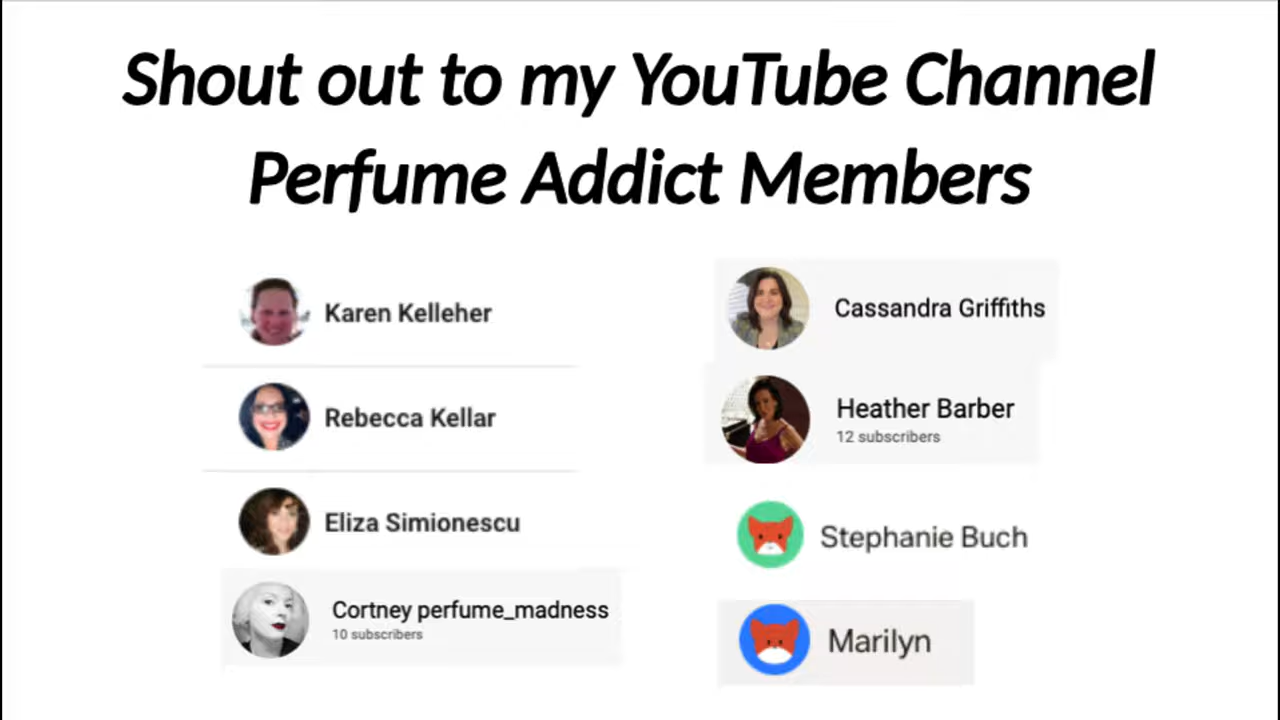 Shout out to my YouTube Channel
Perfume Addict Members
Karen Kelleher
Rebecca Kellar
Eliza Simionescu
Cortney perfume_madness
10 subscribers
Cassandra Griffiths
Heather Barber
12 subscribers
Stephanie Buch
Marilyn